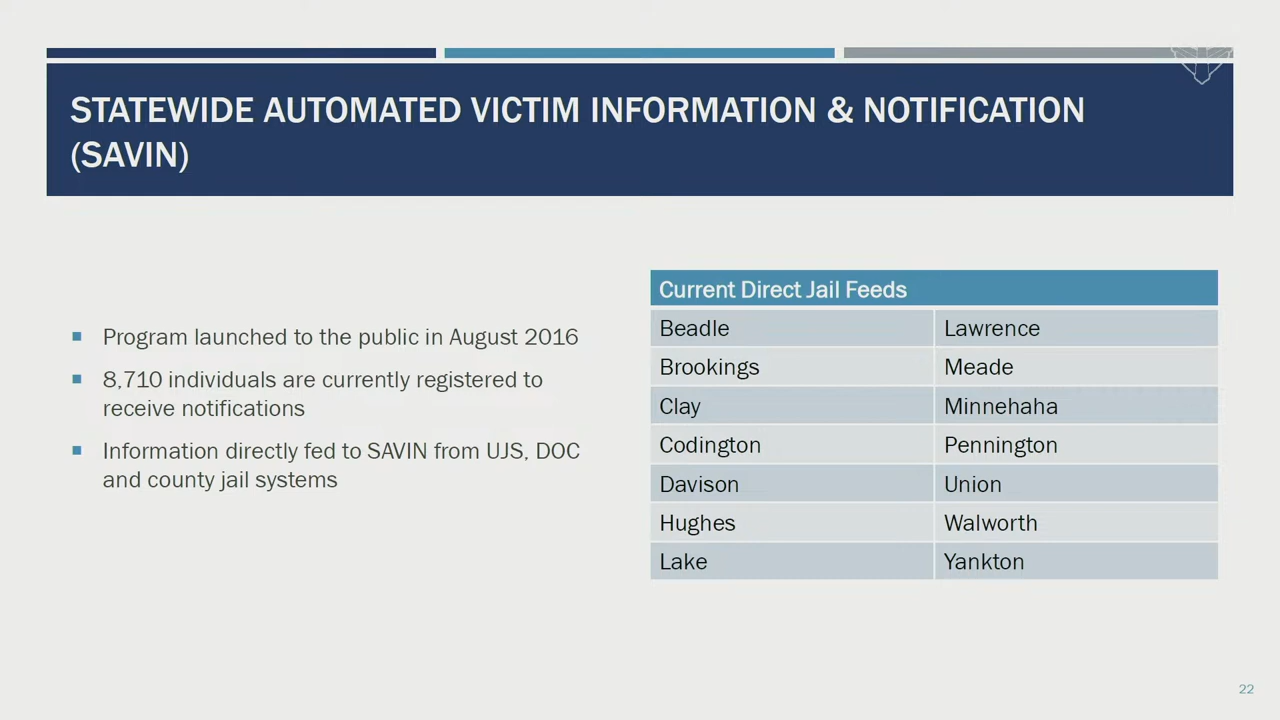 STATEWIDE AUTOMATED VICTIM INFORMATION & NOTIFICATION
(SAVIN)
Program launched to the public in August 2016
8,710 individuals are currently registered to
receive notifications
Information directly fed to SAVIN from UJS, DOC
and county jail systems
Current Direct Jail Feeds
Beadle Lawrence
Brookings Meade
Clay Minnehaha
Codington Pennington
Davison Union
Hughes Walworth
Lake Yankton
22